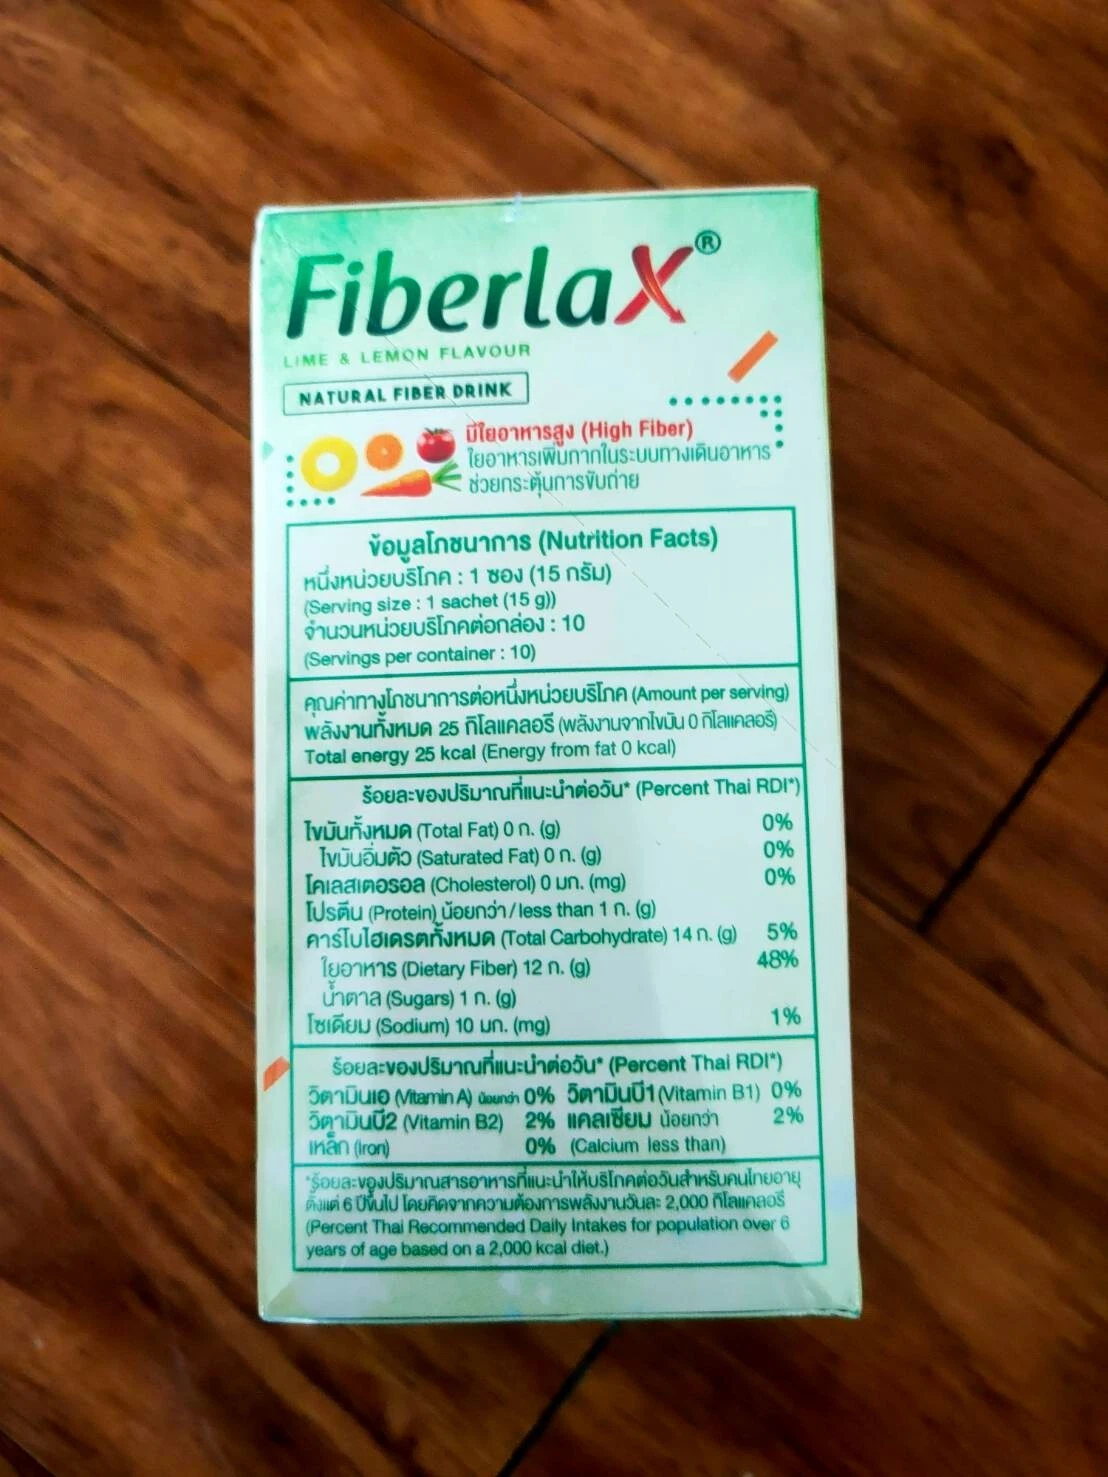 FiberlaX®
LIME & LEMON FLAVOUR
NATURAL FIBER DRINK
มีใยอาหารสูง (High Fiber)
ใยอาหารเพิ่มกากในระบบทางเดินอาหาร
ช่วยกระตุ้นการขับถ่าย
ข้อมูลโภชนาการ (Nutrition Facts)
หนึ่งหน่วยบริโภค : 1 ซอง (15 กรัม)
(Serving size : 1 sachet (15 g))
จำนวนหน่วยบริโภคต่อกล่อง : 10
(Servings per container : 10)
คุณค่าทางโภชนาการต่อหนึ่งหน่วยบริโภค (Amount per serving)
พลังงานทั้งหมด 25 กิโลแคลอรี (พลังงานจากไขมัน 0 กิโลแคลอรี)
Total energy 25 kcal (Energy from fat 0 kcal)
ร้อยละของปริมาณที่แนะนำต่อวัน* (Percent Thai RDI*)
ไขมันทั้งหมด (Total Fat) 0 ก. (g) 0%
ไขมันอิ่มตัว (Saturated Fat) 0 ก. (g) 0%
โคเลสเตอรอล (Cholesterol) 0 มก. (mg) 0%
โปรตีน (Protein) น้อยกว่า/less than 1 ก. (g)
คาร์โบไฮเดรตทั้งหมด (Total Carbohydrate) 14 ก. (g) 5%
ใยอาหาร (Dietary Fiber) 12 ก. (g) 48%
น้ำตาล (Sugars) 1 ก. (g)
โซเดียม (Sodium) 10 มก. (mg) 1%
ร้อยละของปริมาณที่แนะนำต่อวัน* (Percent Thai RDI*)
วิตามินเอ (Vitamin A) น้อยกว่า 0% วิตามินบี1 (Vitamin B1) 0%
วิตามินบี2 (Vitamin B2) 2% แคลเซียม น้อยกว่า 2%
เหล็ก (Iron) 0% (Calcium less than)
*ร้อยละของปริมาณสารอาหารที่แนะนำให้บริโภคต่อวันสำหรับคนไทยอายุ
ตั้งแต่ 6 ปีขึ้นไป โดยคิดจากความต้องการพลังงานวันละ 2,000 กิโลแคลอรี
(Percent Thai Recommended Daily Intakes for population over 6
years of age based on a 2,000 kcal diet.)